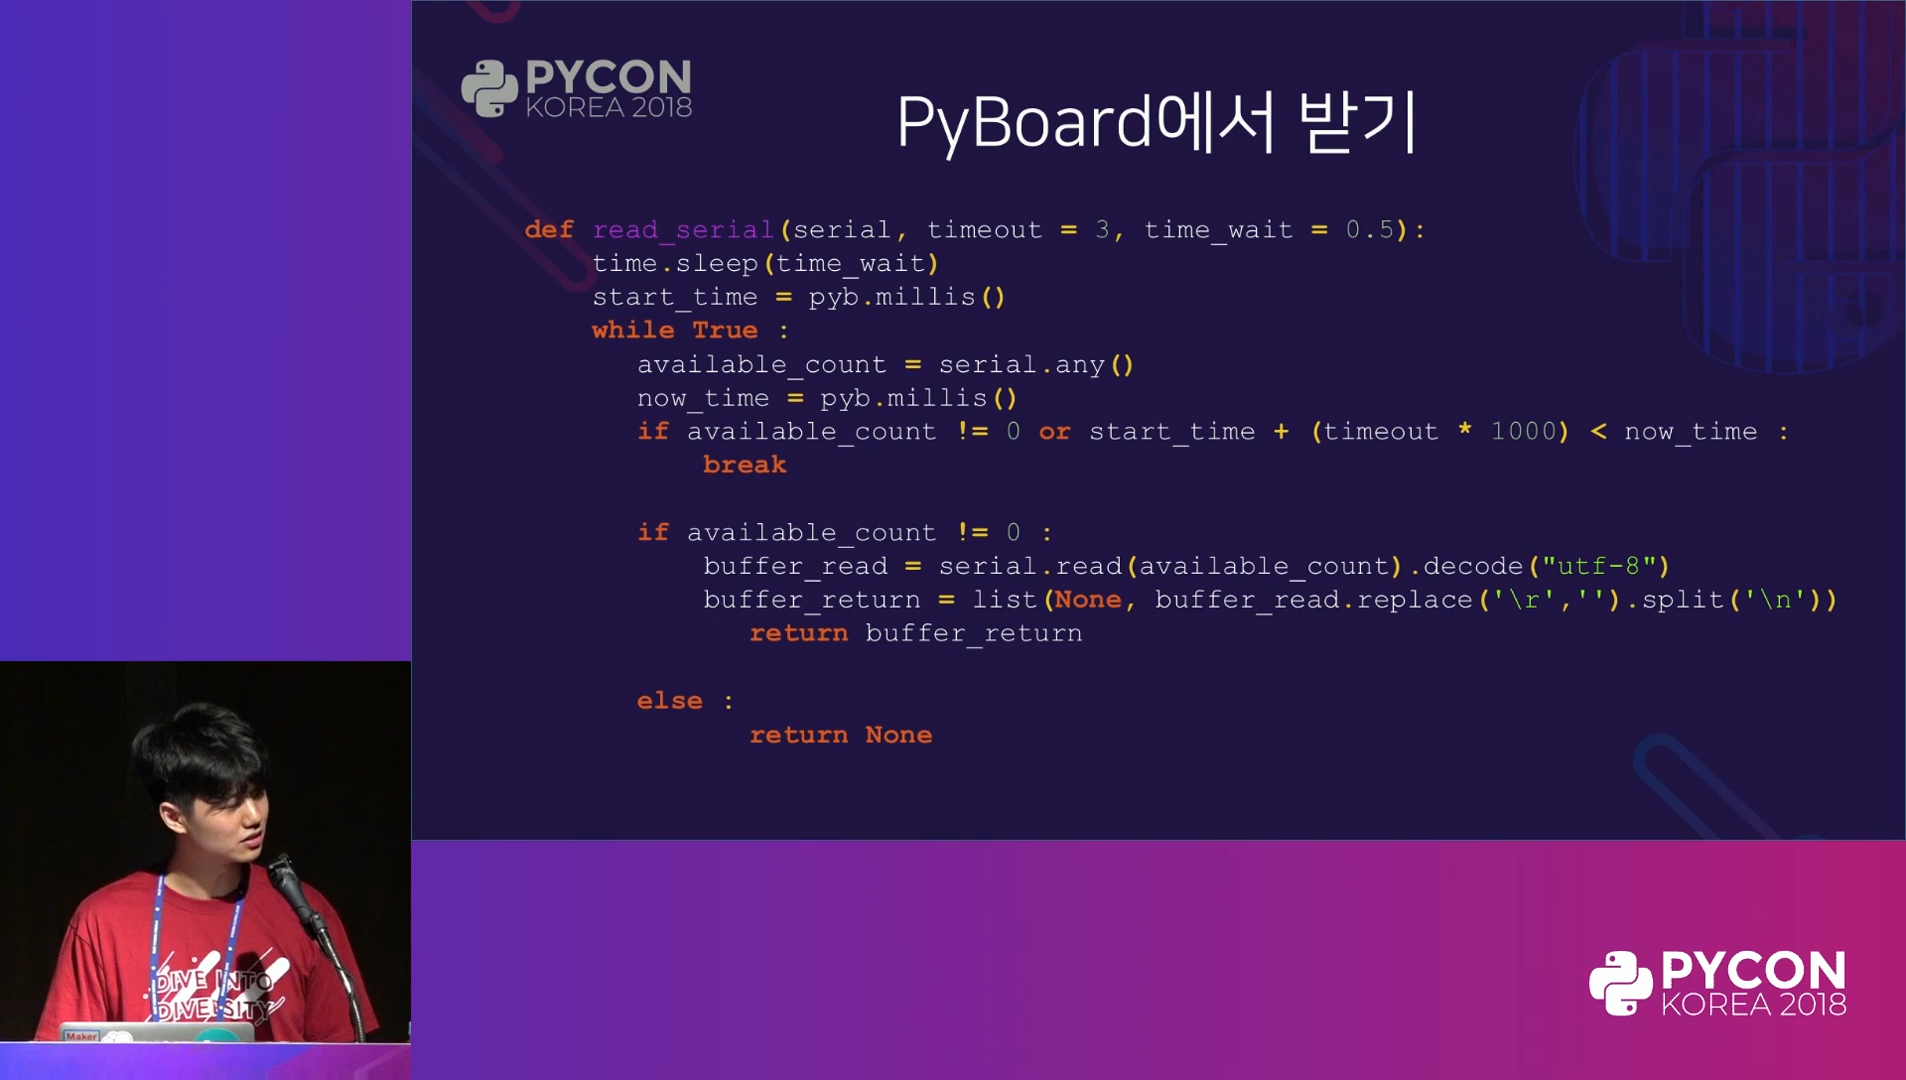 PYCON
KOREA 2018
PyBoard에서 받기
def read_serial(serial, timeout = 3, time_wait = 0.5):
time.sleep(time_wait)
start_time = pyb.millis()
while True :
available_count = serial.any()
now_time = pyb.millis()
if available_count != 0 or start_time + (timeout * 1000) < now_time :
break
if available_count != 0 :
buffer_read = serial.read(available_count).decode("utf-8")
buffer_return = list(None, buffer_read.replace('\r','').split('\n'))
return buffer_return
else :
return None
DIVE INTO
DIVERSITY
Maker
PYCON
KOREA 2018